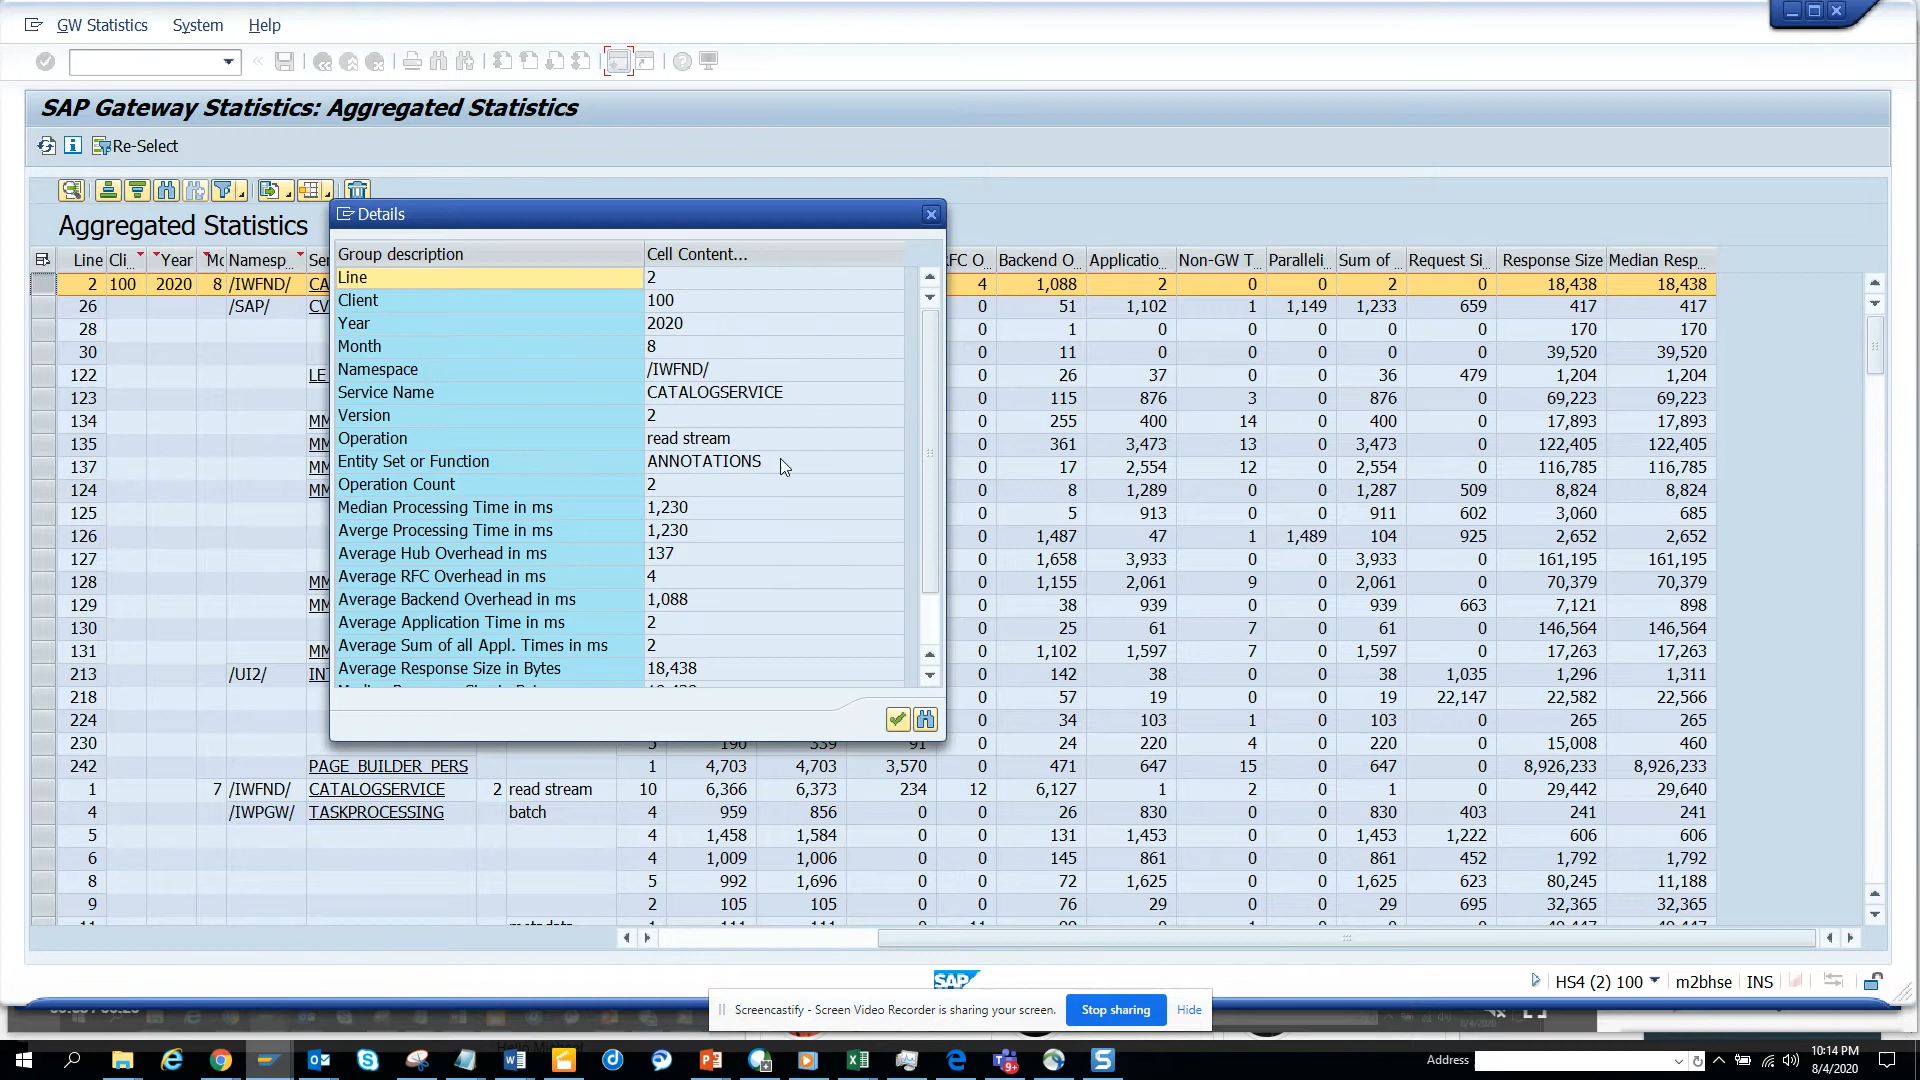 GW Statistics System Help
SAP Gateway Statistics: Aggregated Statistics
Re-Select
Aggregated Statistics
Details
Group description Cell Content...
Line 2
Client 100
Year 2020
Month 8
Namespace /IWFND/
Service Name CATALOGSERVICE
Version 2
Operation read stream
Entity Set or Function ANNOTATIONS
Operation Count 2
Median Processing Time in ms 1,230
Averge Processing Time in ms 1,230
Average Hub Overhead in ms 137
Average RFC Overhead in ms 4
Average Backend Overhead in ms 1,088
Average Application Time in ms 2
Average Sum of all Appl. Times in ms 2
Average Response Size in Bytes 18,438
Line Cli... Year Mo Namesp... Ser FC O... Backend O... Applicatio... Non-GW T... Paralleli... Sum of ... Request Si... Response Size Median Resp...
2 100 2020 8 /IWFND/ CA 4 1,088 2 0 0 2 0 18,438 18,438
26 /SAP/ CV 0 51 1,102 1 1,149 1,233 659 417 417
28 0 1 0 0 0 0 0 170 170
30 0 11 0 0 0 0 0 39,520 39,520
122 LE 0 26 37 0 0 36 479 1,204 1,204
123 0 115 876 3 0 876 0 69,223 69,223
134 MM 0 255 400 14 0 400 0 17,893 17,893
135 MM 0 361 3,473 13 0 3,473 0 122,405 122,405
137 MM 0 17 2,554 12 0 2,554 0 116,785 116,785
124 MM 0 8 1,289 0 0 1,287 509 8,824 8,824
125 0 5 913 0 0 911 602 3,060 685
126 0 1,487 47 1 1,489 104 925 2,652 2,652
127 0 1,658 3,933 0 0 3,933 0 161,195 161,195
128 MM 0 1,155 2,061 9 0 2,061 0 70,379 70,379
129 MM 0 38 939 0 0 939 663 7,121 898
130 0 25 61 7 0 61 0 146,564 146,564
131 MM 0 1,102 1,597 7 0 1,597 0 17,263 17,263
213 /UI2/ INT 0 142 38 0 0 38 1,035 1,296 1,311
218 0 57 19 0 0 19 22,147 22,582 22,566
224 0 34 103 1 0 103 0 265 265
230 5 190 339 91 0 24 220 4 0 220 0 15,008 460
242 PAGE_BUILDER_PERS 1 4,703 4,703 3,570 0 471 647 15 0 647 0 8,926,233 8,926,233
1 7 /IWFND/ CATALOGSERVICE 2 read stream 10 6,366 6,373 234 12 6,127 1 2 0 1 0 29,442 29,640
4 /IWPGW/ TASKPROCESSING batch 4 959 856 0 0 26 830 0 0 830 403 241 241
5 4 1,458 1,584 0 0 131 1,453 0 0 1,453 1,222 606 606
6 4 1,009 1,006 0 0 145 861 0 0 861 452 1,792 1,792
8 5 992 1,696 0 0 72 1,625 0 0 1,625 623 80,245 11,188
9 2 105 105 0 0 76 29 0 0 29 695 32,365 32,365
SAP
HS4 (2) 100 m2bhse INS
Screencastify - Screen Video Recorder is sharing your screen. Stop sharing Hide
Address
10:14 PM
8/4/2020